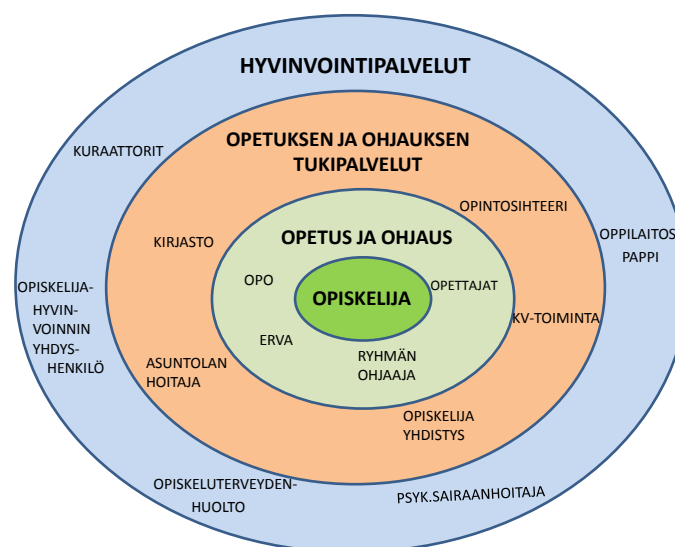 HYVINVOINTIPALVELUT
KURAATTORIT
OPETUKSEN JA OHJAUKSEN
TUKIPALVELUT
OPINTOSIHTEERI
KIRJASTO
OPETUS JA OHJAUS
OPPILAITOS
PAPPI
OPO
OPETTAJAT
OPISKELIJA
OPISKELIJA-
HYVIN-
VOINNIN
YHDYS-
HENKILÖ
KV-TOIMINTA
ERVA
RYHMÄN
OHJAAJA
ASUNTOLAN
HOITAJA
OPISKELIJA
YHDISTYS
OPISKELUTERVEYDEN-
HUOLTO
PSYK.SAIRAANHOITAJA